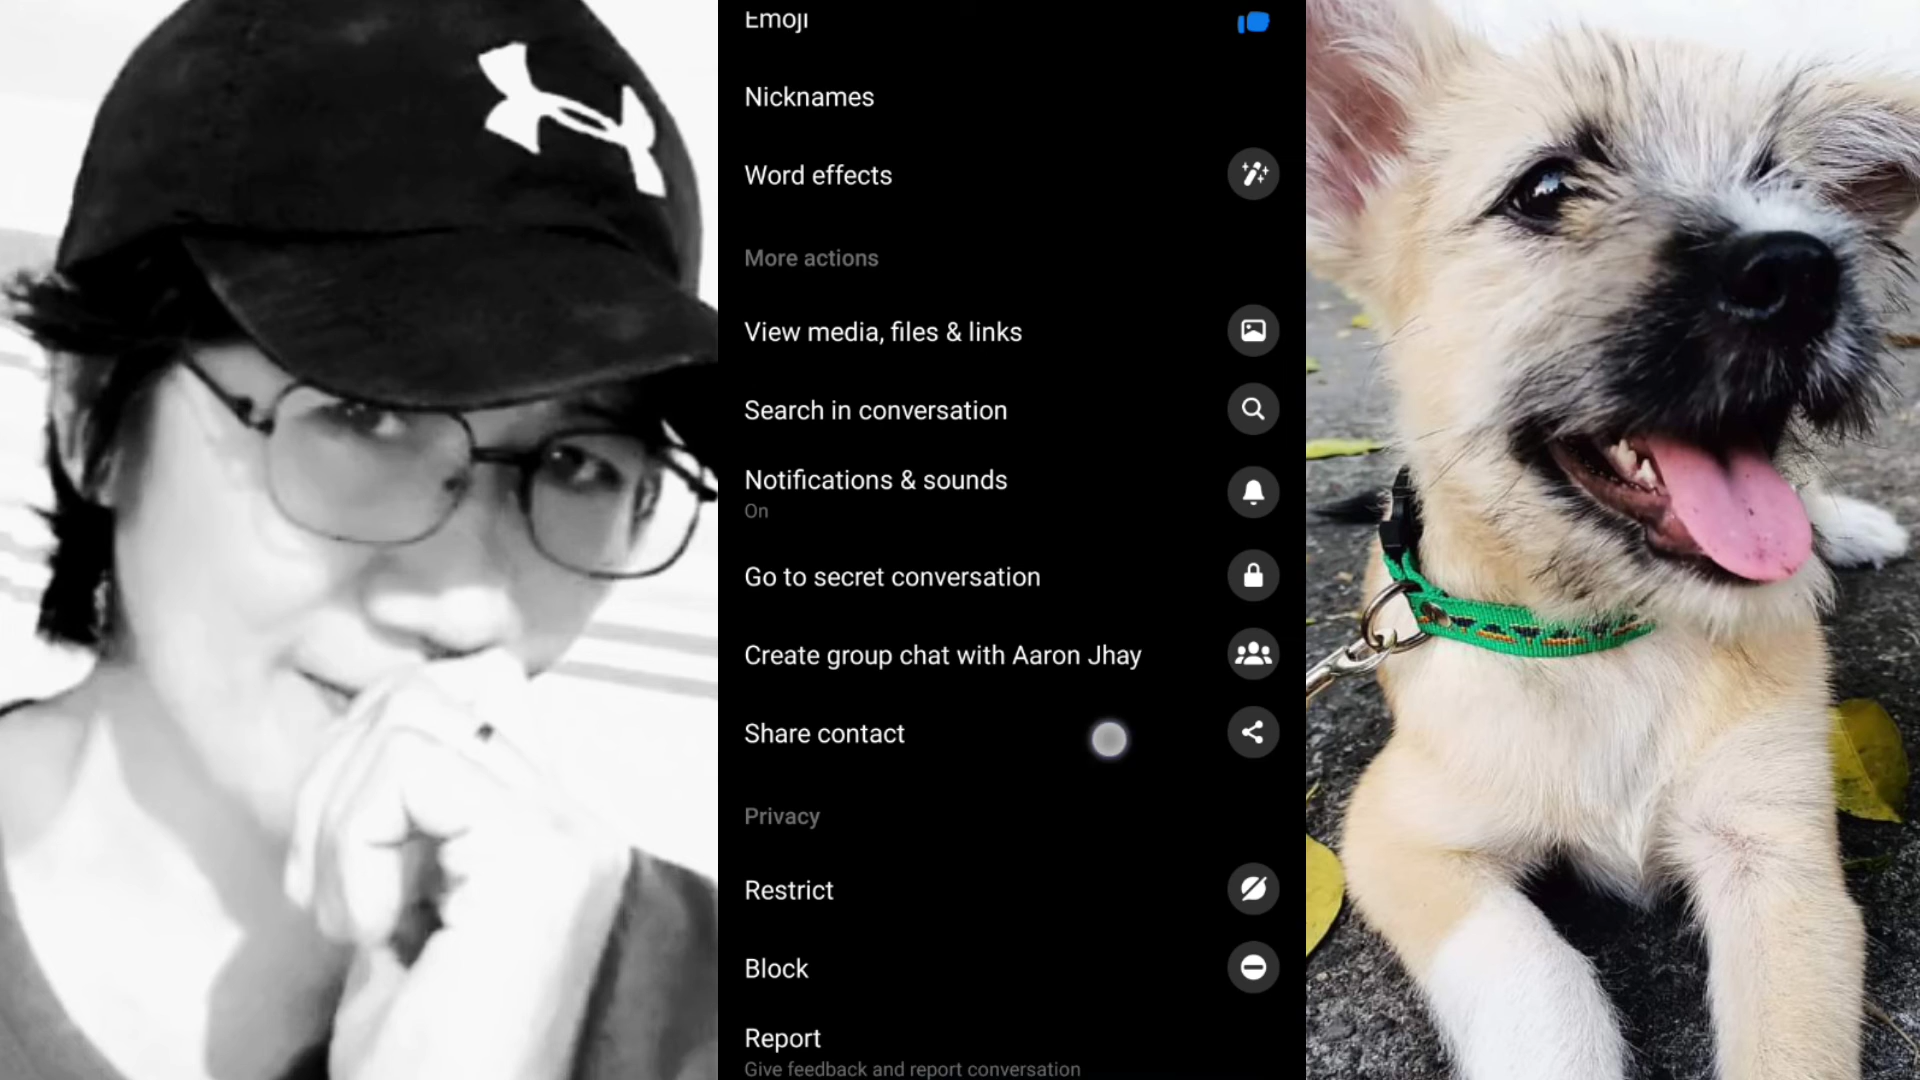 Emoji
Nicknames
Word effects
More actions
View media, files & links
Search in conversation
Notifications & sounds
On
Go to secret conversation
Create group chat with Aaron Jhay
Share contact
Privacy
Restrict
Block
Report
Give feedback and report conversation